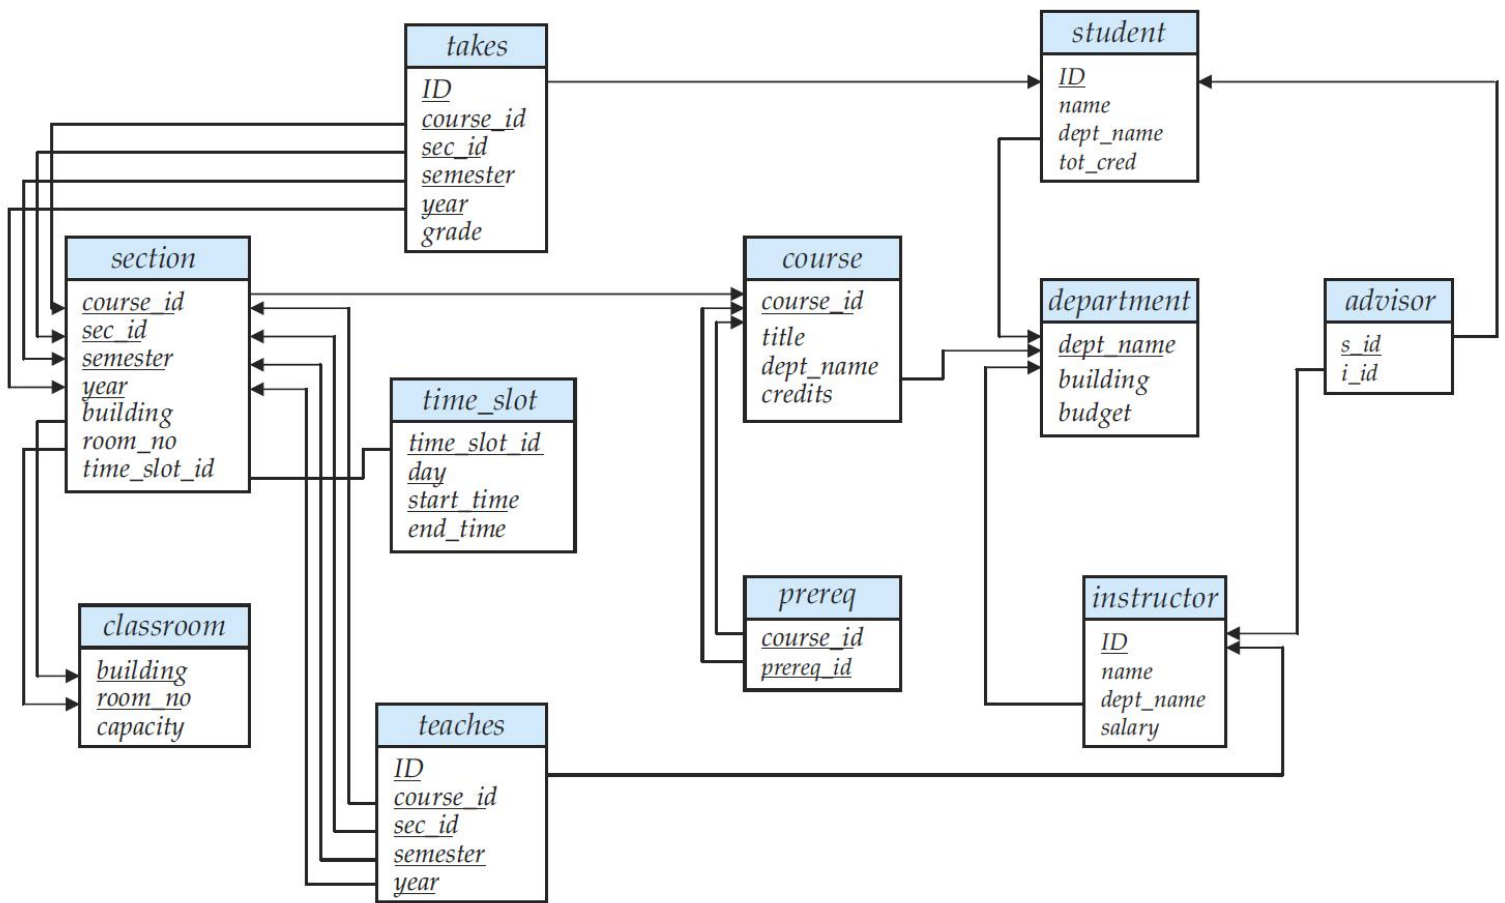 takes
ID
course_id
sec_id
semester
year
grade
student
ID
name
dept_name
tot_cred
section
course_id
sec_id
semester
year
building
room_no
time_slot_id
time_slot
time_slot_id
day
start_time
end_time
course
course_id
title
dept_name
credits
department
dept_name
building
budget
advisor
s_id
i_id
classroom
building
room_no
capacity
prereq
course_id
prereq_id
instructor
ID
name
dept_name
salary
teaches
ID
course_id
sec_id
semester
year